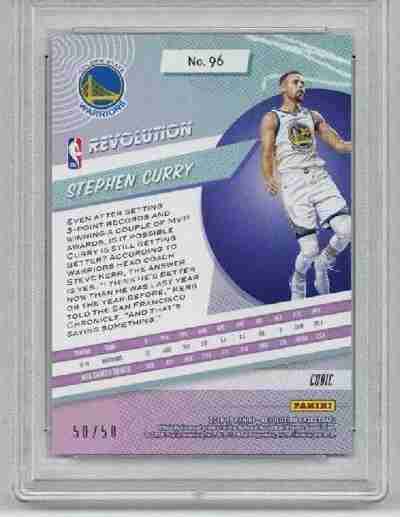 No. 96
GOLDEN STATE
WARRIORS
NBA
REVOLUTION
STEPHEN CURRY
EVEN AFTER SETTING
3-POINT RECORDS AND
WINNING A COUPLE OF MVP
AWARDS, IS IT POSSIBLE
CURRY IS STILL GETTING
BETTER? ACCORDING TO
WARRIORS HEAD COACH
STEVE KERR, THE ANSWER
IS YES. "I THINK HE'S BETTER
NOW THAN HE WAS LAST YEAR
OR THE YEAR BEFORE," KERR
TOLD THE SAN FRANCISCO
CHRONICLE. "AND THAT'S
SAYING SOMETHING."
CUBIC
PANINI
50/50